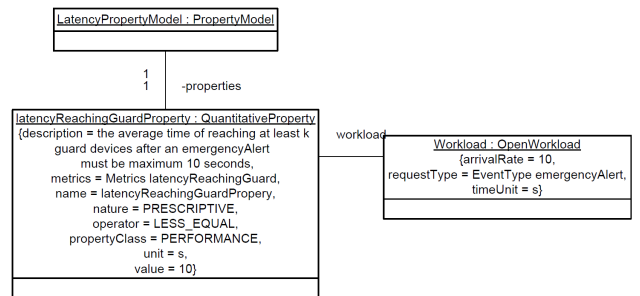 LatencyPropertyModel : PropertyModel
1
1
-properties
latencyReachingGuardProperty : QuantitativeProperty
{description = the average time of reaching at least k
guard devices after an emergencyAlert
must be maximum 10 seconds,
metrics = Metrics latencyReachingGuard,
name = latencyReachingGuardPropery,
nature = PRESCRIPTIVE,
operator = LESS_EQUAL,
propertyClass = PERFORMANCE,
unit = s,
value = 10}
workload
Workload : OpenWorkload
{arrivalRate = 10,
requestType = EventType emergencyAlert,
timeUnit = s}